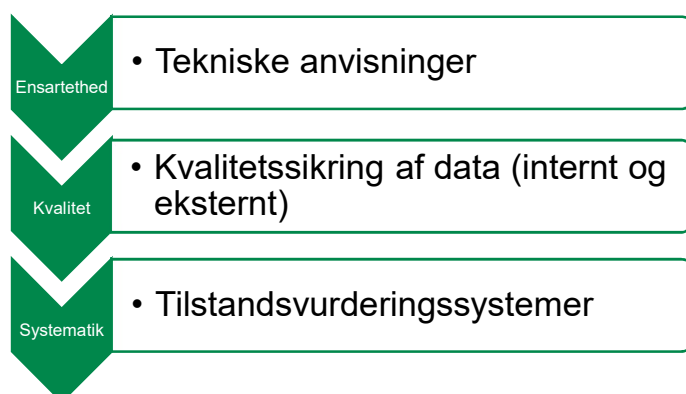 Ensartethed
• Tekniske anvisninger
Kvalitet
• Kvalitetssikring af data (internt og
eksternt)
Systematik
• Tilstandsvurderingssystemer